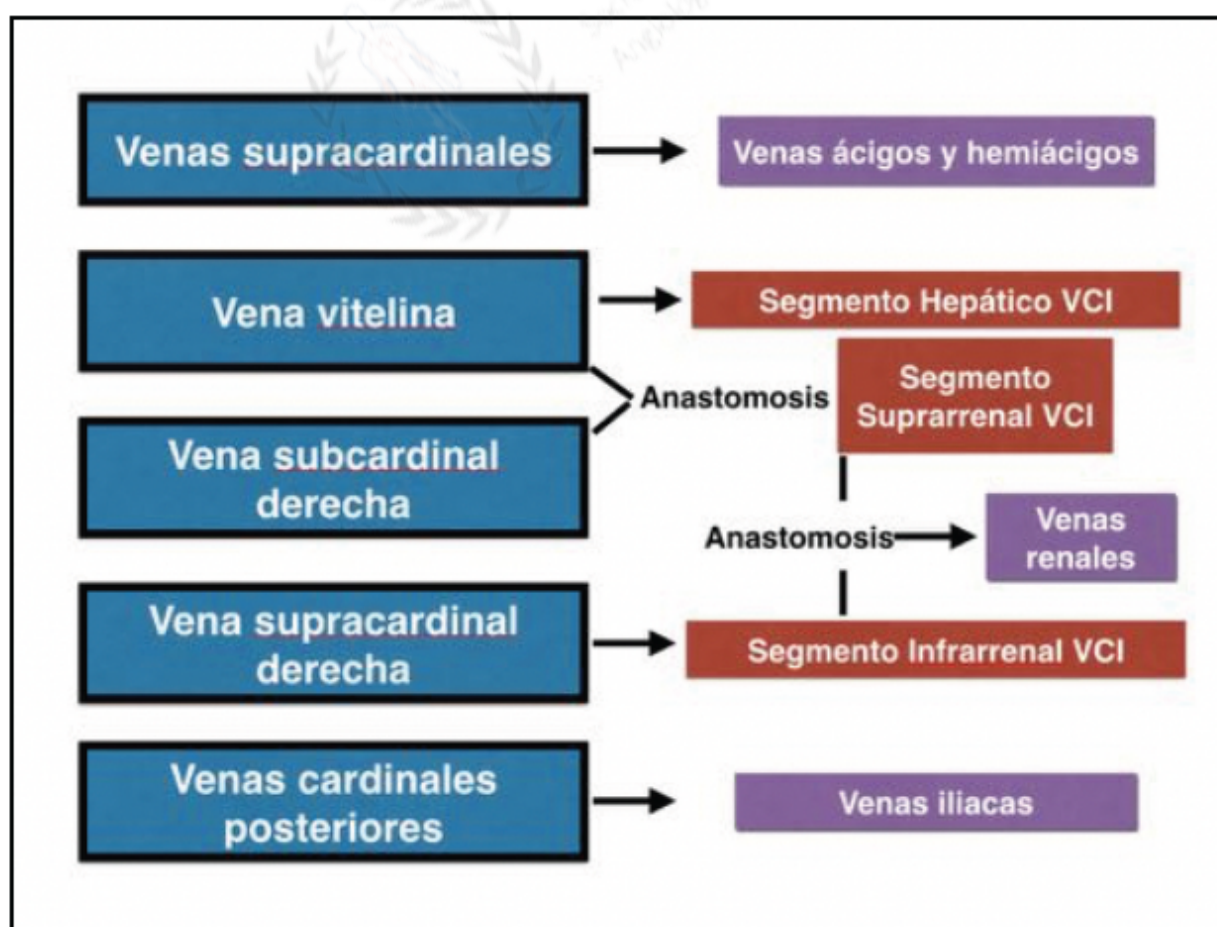 Venas supracardinales
Venas ácigos y hemiácigos
Vena vitelina
Segmento Hepático VCI
Anastomosis
Segmento
Suprarrenal VCI
Vena subcardinal
derecha
Anastomosis
Venas
renales
Vena supracardinal
derecha
Segmento Infrarrenal VCI
Venas cardinales
posteriores
Venas iliacas